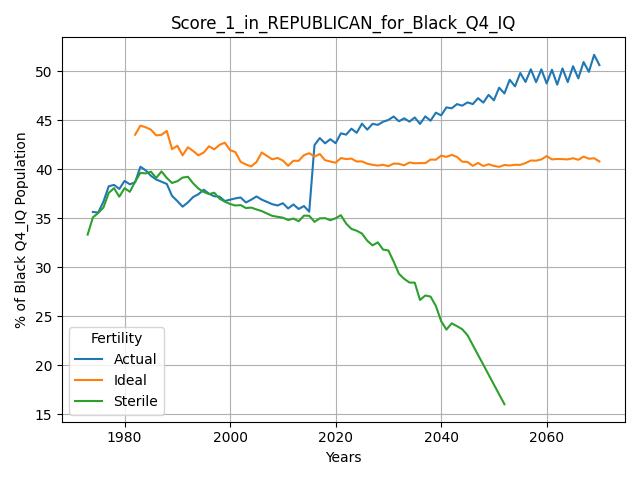 Score_1_in_REPUBLICAN_for_Black_Q4_IQ
% of Black Q4_IQ Population
50
45
40
35
30
25
20
15
Fertility
Actual
Ideal
Sterile
1980 2000 2020 2040 2060
Years